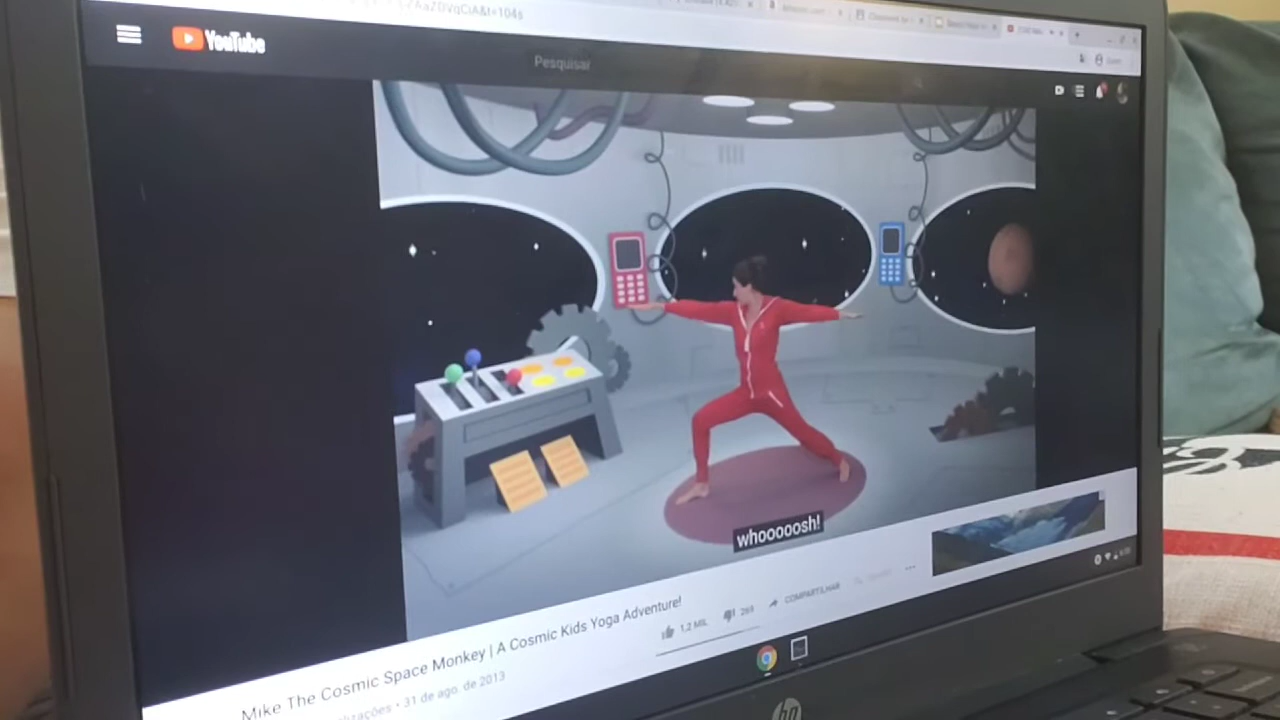 YouTube
Pesquisar
whooooosh!
Mike The Cosmic Space Monkey | A Cosmic Kids Yoga Adventure!
31 de ago. de 2013
1,2 MIL
269
COMPARTILHAR
hp